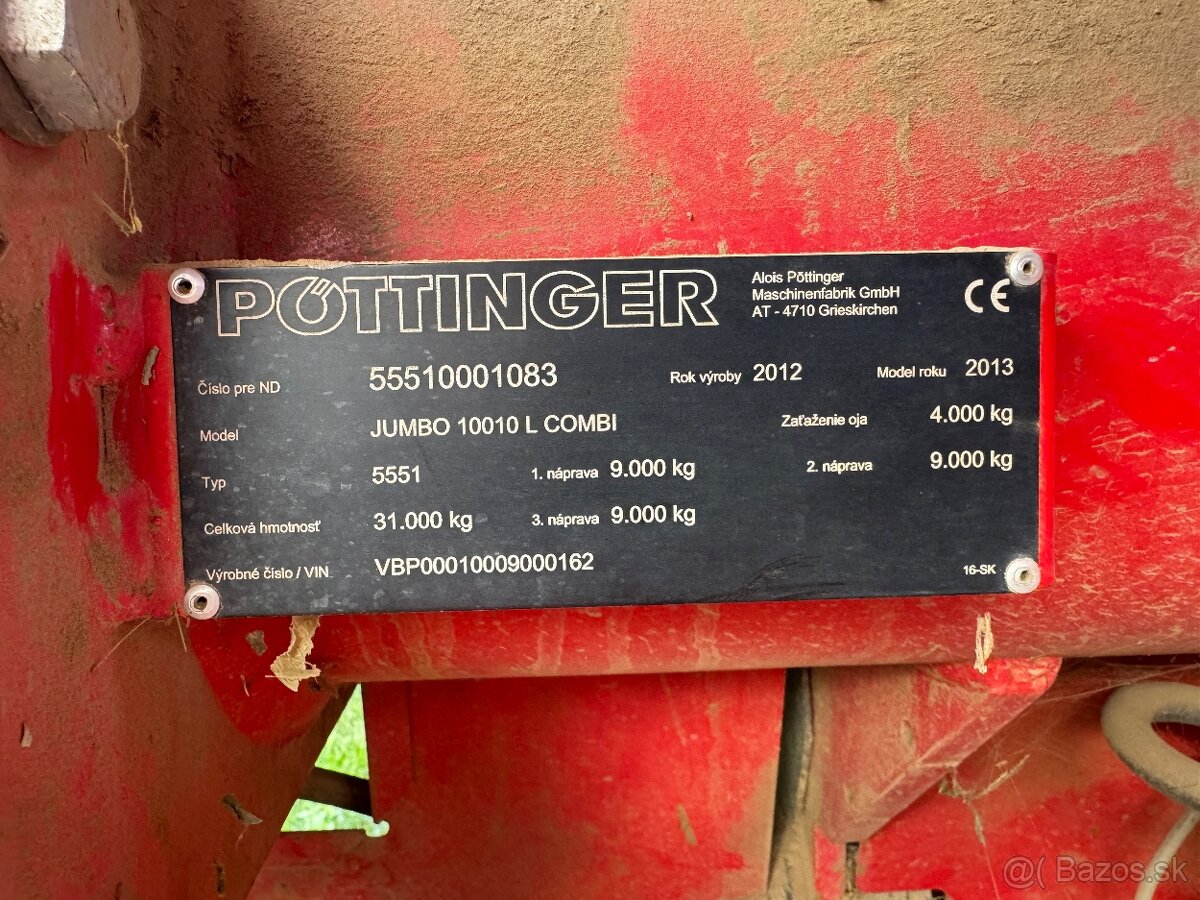 PÖTTINGER
Alois Pöttinger
Maschinenfabrik GmbH
AT - 4710 Grieskirchen
CE
Číslo pre ND 55510001083 Rok výroby 2012 Model roku 2013
Model JUMBO 10010 L COMBI Zaťaženie oja 4.000 kg
Typ 5551 1. náprava 9.000 kg 2. náprava 9.000 kg
Celková hmotnosť 31.000 kg 3. náprava 9.000 kg
Výrobné číslo / VIN VBP00010009000162
16-SK
@( Bazos.sk